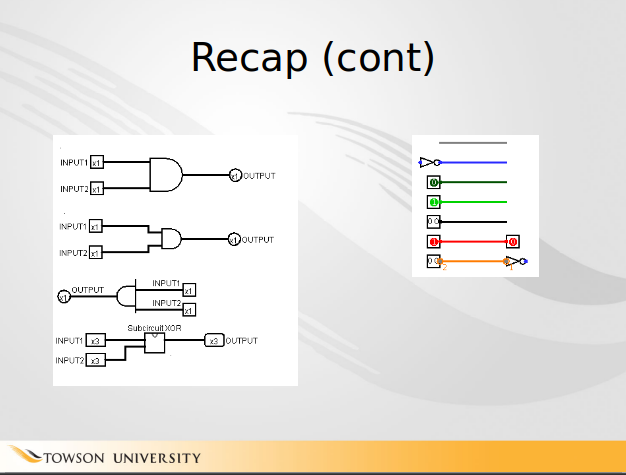 Recap (cont)
INPUT1 x1
INPUT2 x1
x1 OUTPUT
INPUT1 x1
INPUT2 x1
x1 OUTPUT
OUTPUT
x1
INPUT1 x1
INPUT2 x1
Subcircuit XOR
INPUT1 x3
INPUT2 x3
x3 OUTPUT
0
1
0 0
1 0
0 0 2 1
TOWSON UNIVERSITY